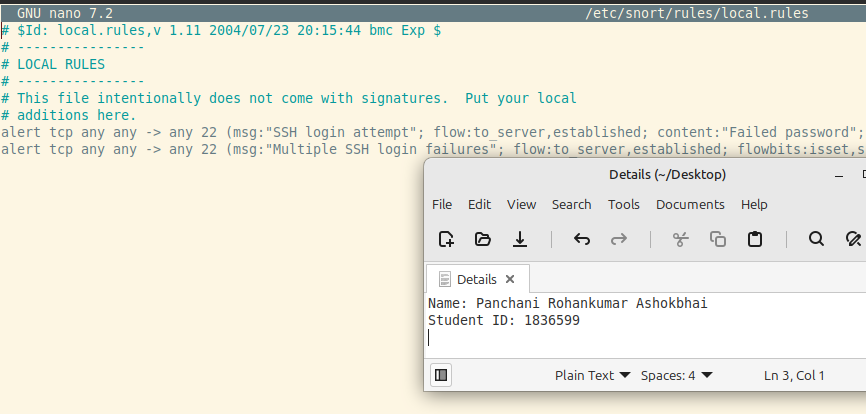 GNU nano 7.2 /etc/snort/rules/local.rules
# $Id: local.rules,v 1.11 2004/07/23 20:15:44 bmc Exp $
# ----------------
# LOCAL RULES
# ----------------
# This file intentionally does not come with signatures.  Put your local
# additions here.
alert tcp any any -> any 22 (msg:"SSH login attempt"; flow:to_server,established; content:"Failed password";
alert tcp any any -> any 22 (msg:"Multiple SSH login failures"; flow:to_server,established; flowbits:isset,s
Details (~/Desktop)
File Edit View Search Tools Documents Help
Details
Name: Panchani Rohankumar Ashokbhai
Student ID: 1836599
Plain Text Spaces: 4 Ln 3, Col 1